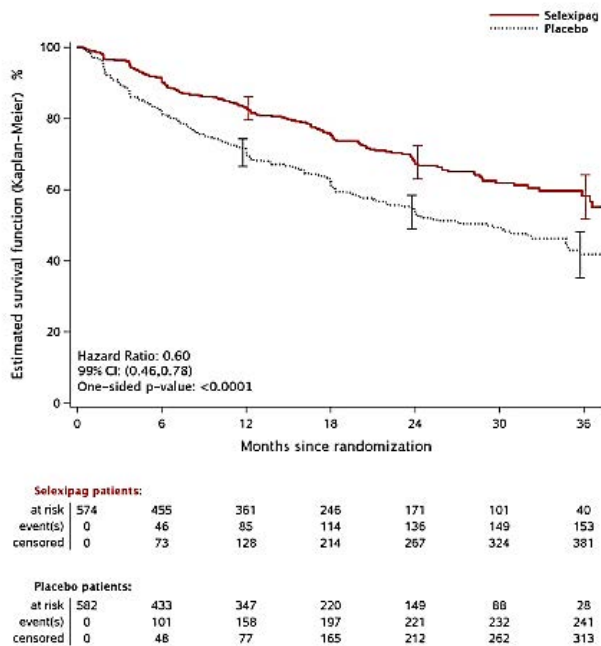 Selexipag
Placebo
Estimated survival function (Kaplan-Meier) %
100
80
60
40
20
0
Hazard Ratio: 0.60
99% CI: (0.46,0.78)
One-sided p-value: <0.0001
0 6 12 18 24 30 36
Months since randomization
Selexipag patients:
at risk 574 455 361 246 171 101 40
event(s) 0 46 85 114 136 149 153
censored 0 73 128 214 267 324 381
Placebo patients:
at risk 582 433 347 220 149 88 28
event(s) 0 101 158 197 221 232 241
censored 0 48 77 165 212 262 313